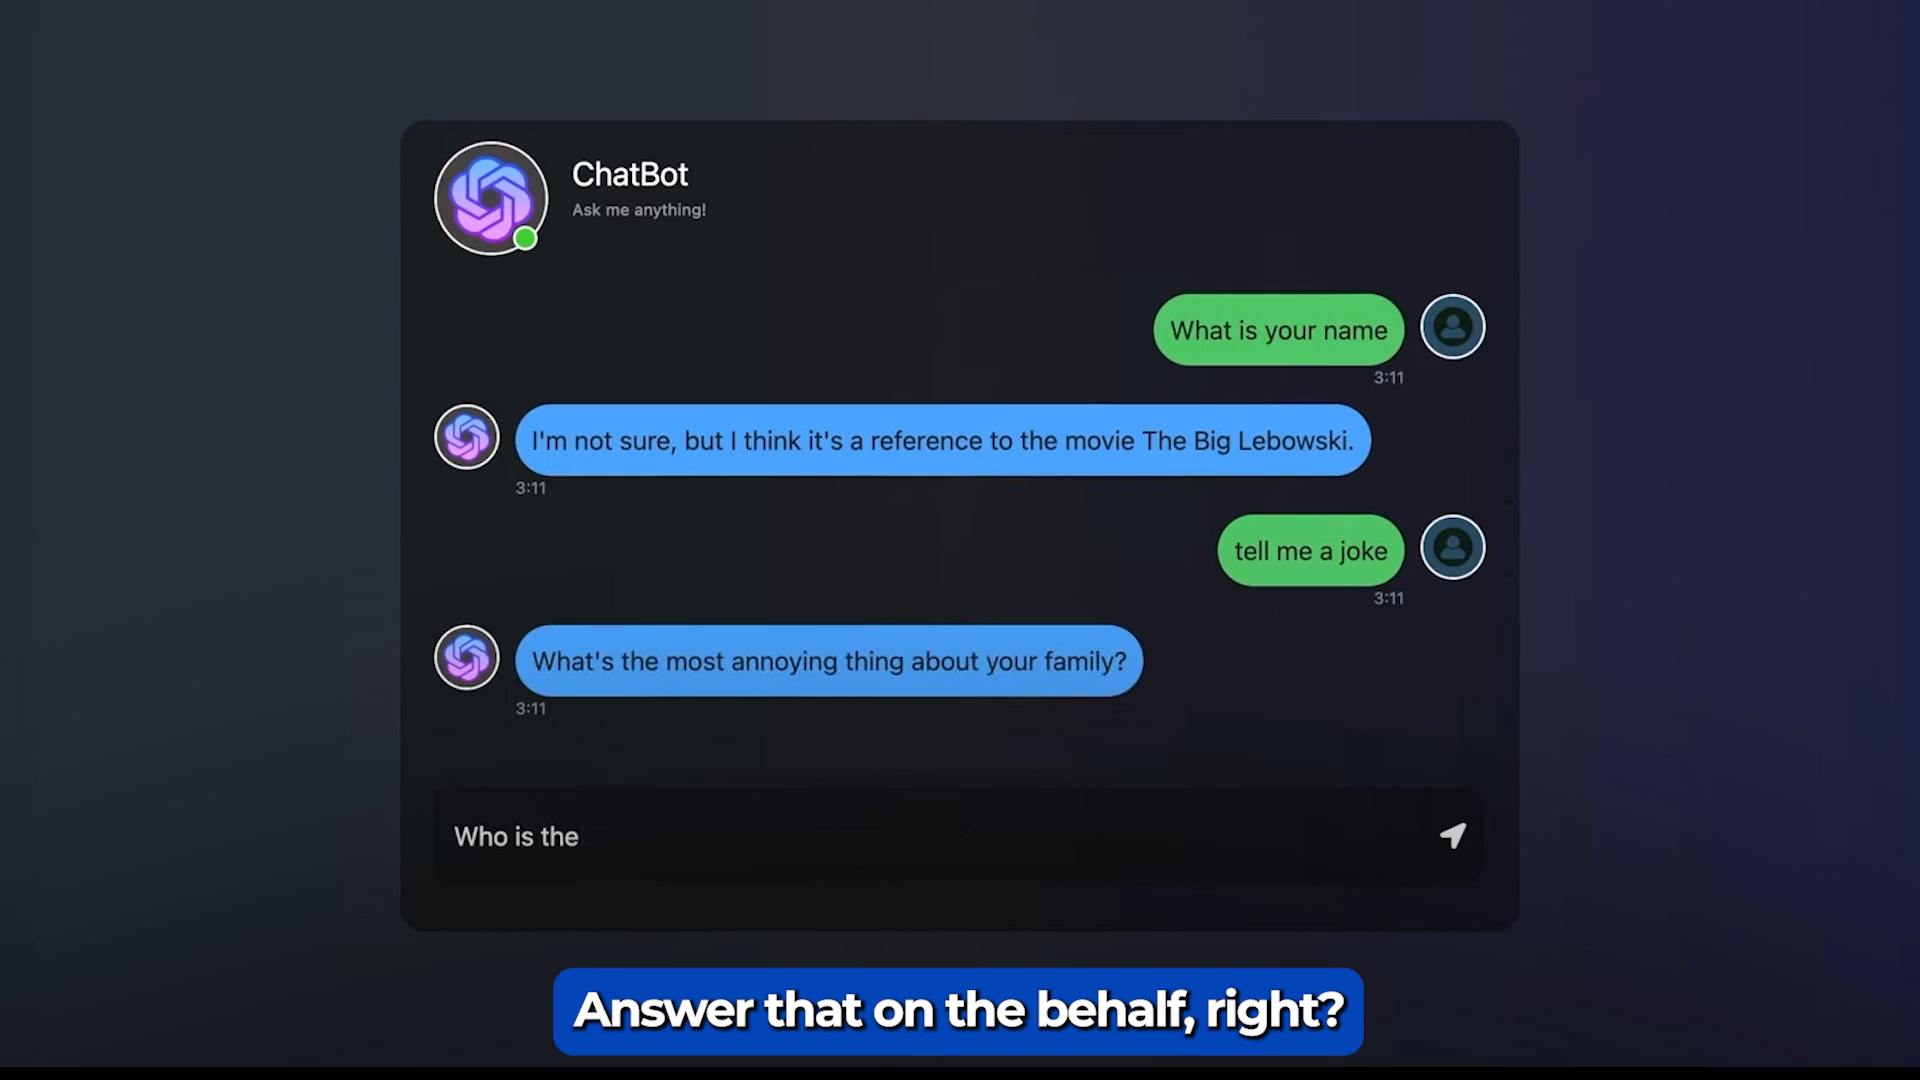 ChatBot
Ask me anything!
What is your name
3:11
I'm not sure, but I think it's a reference to the movie The Big Lebowski.
3:11
tell me a joke
3:11
What's the most annoying thing about your family?
3:11
Who is the
Answer that on the behalf, right?